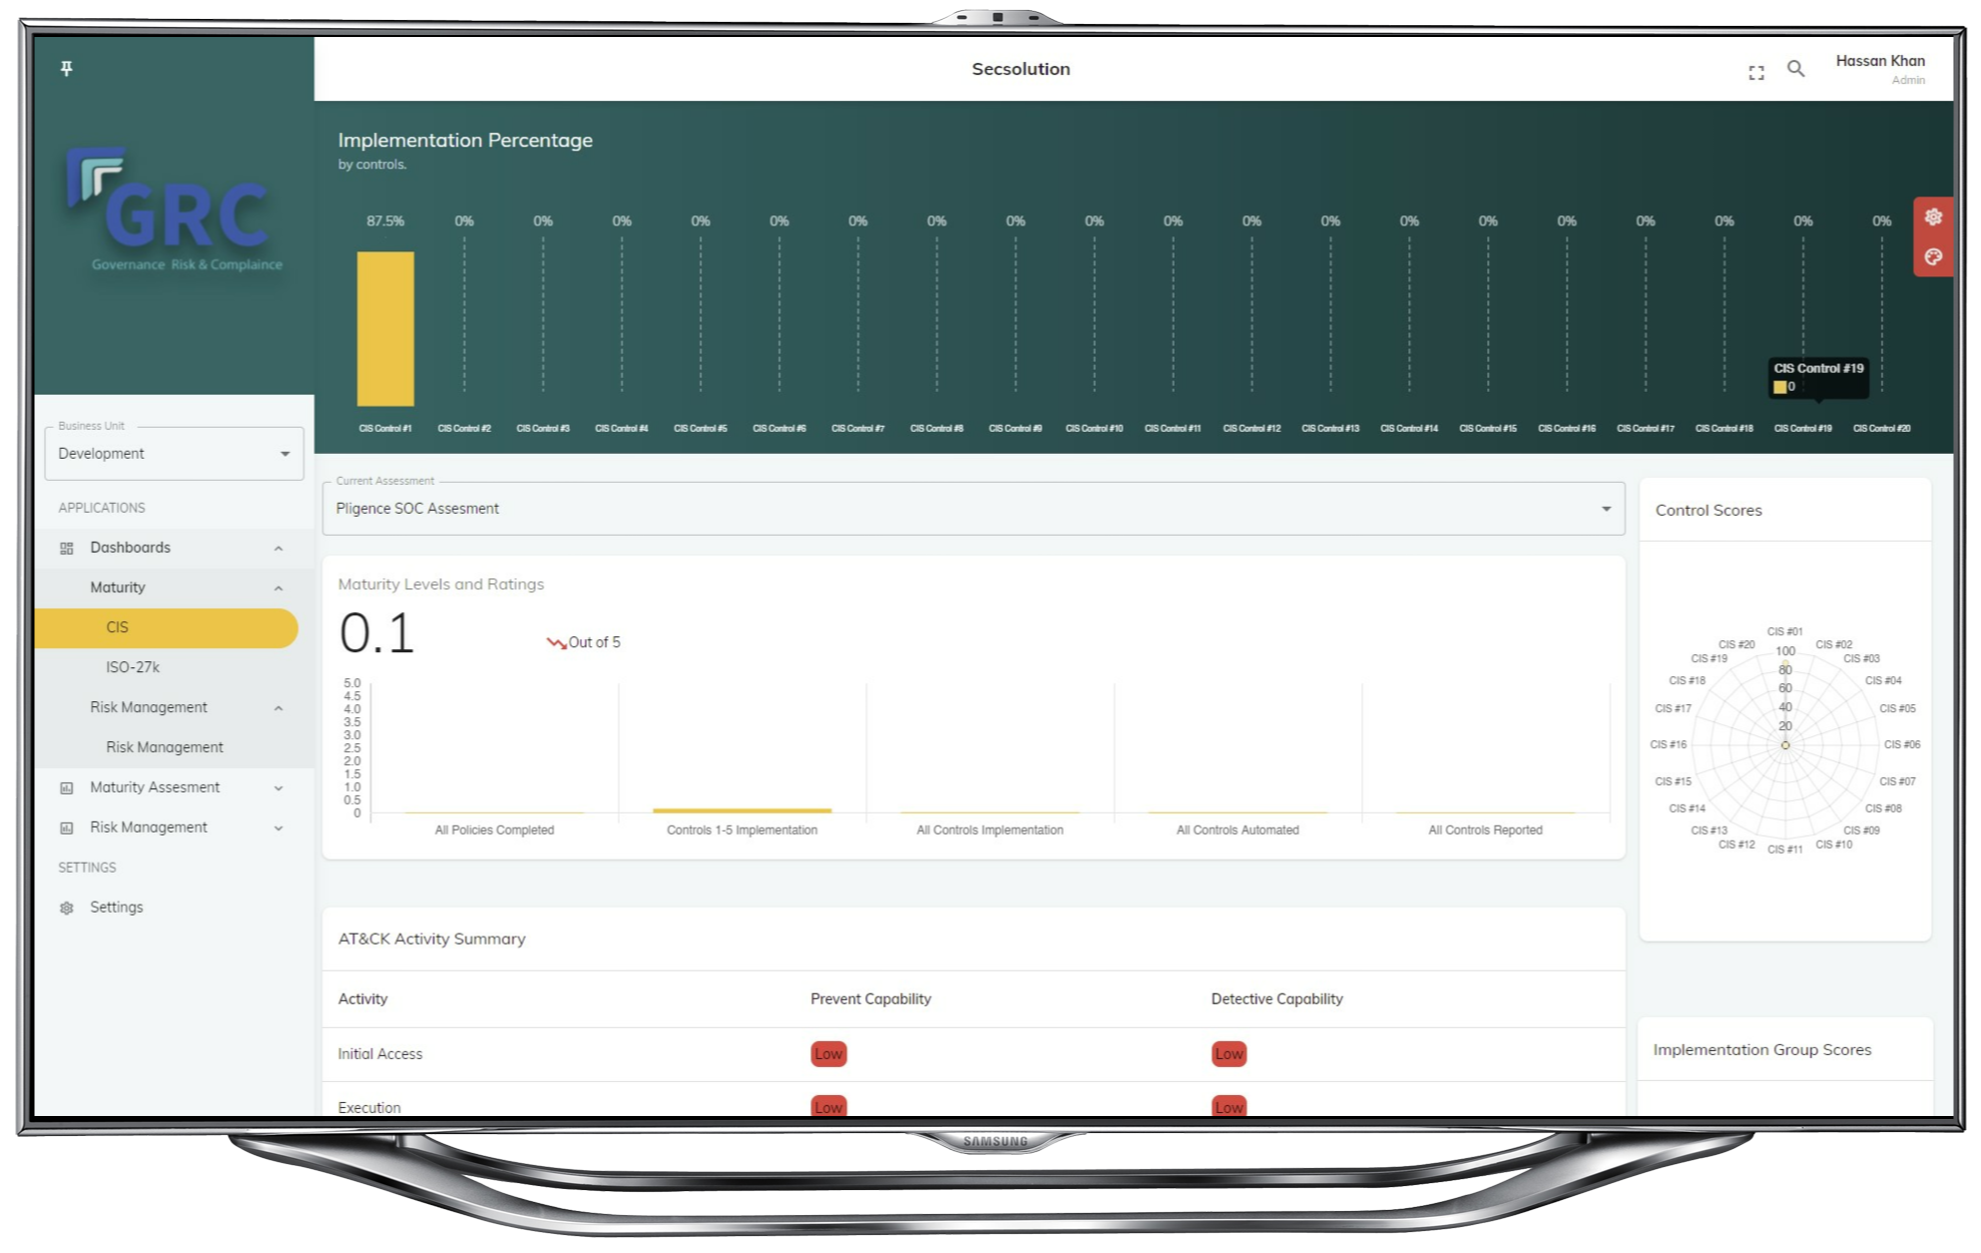 Secsolution
Hassan Khan
Admin
GRC
Governance Risk & Complaince
Implementation Percentage
by controls.
87.5% 0% 0% 0% 0% 0% 0% 0% 0% 0% 0% 0% 0% 0% 0% 0% 0% 0% 0% 0%
CIS Control #19
0
CIS Control #1 CIS Control #2 CIS Control #3 CIS Control #4 CIS Control #5 CIS Control #6 CIS Control #7 CIS Control #8 CIS Control #9 CIS Control #10 CIS Control #11 CIS Control #12 CIS Control #13 CIS Control #14 CIS Control #15 CIS Control #16 CIS Control #17 CIS Control #18 CIS Control #19 CIS Control #20
Business Unit
Development
APPLICATIONS
Dashboards
Maturity
CIS
ISO-27k
Risk Management
Risk Management
Maturity Assesment
Risk Management
SETTINGS
Settings
Current Assessment
Pligence SOC Assesment
Maturity Levels and Ratings
0.1
Out of 5
5.0
4.5
4.0
3.5
3.0
2.5
2.0
1.5
1.0
0.5
0
All Policies Completed Controls 1-5 Implementation All Controls Implementation All Controls Automated All Controls Reported
Control Scores
CIS #01
CIS #20 CIS #02
CIS #19 CIS #03
CIS #18 CIS #04
CIS #17 CIS #05
CIS #16 CIS #06
CIS #15 CIS #07
CIS #14 CIS #08
CIS #13 CIS #09
CIS #12 CIS #10
CIS #11
100
80
60
40
20
AT&CK Activity Summary
Activity Prevent Capability Detective Capability
Initial Access Low Low
Execution Low Low
Implementation Group Scores
SAMSUNG